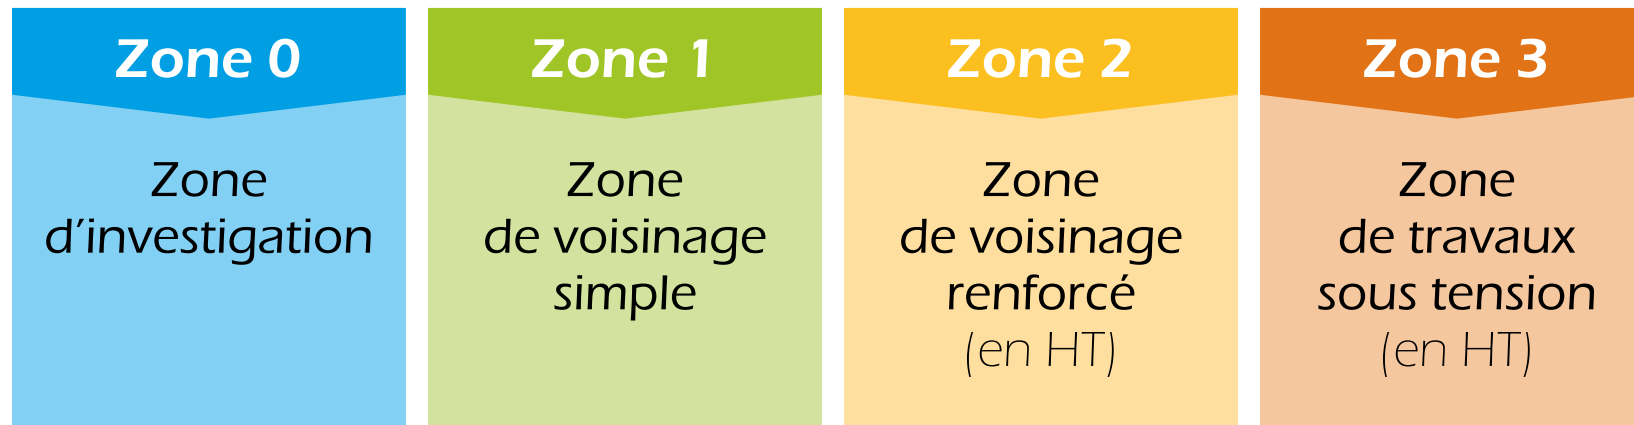 Zone 0
Zone
d’investigation
Zone 1
Zone
de voisinage
simple
Zone 2
Zone
de voisinage
renforcé
(en HT)
Zone 3
Zone
de travaux
sous tension
(en HT)